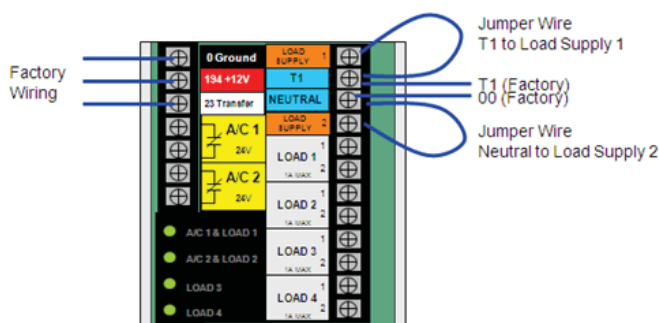 Factory
Wiring
0 Ground
194 +12V
23 Transfer
A/C 1
24V
A/C 2
24V
A/C 1 & LOAD 1
A/C 2 & LOAD 2
LOAD 3
LOAD 4
LOAD
SUPPLY 1
T1
NEUTRAL
LOAD
SUPPLY 2
LOAD 1
1
2
1A MAX
LOAD 2
1
2
1A MAX
LOAD 3
1
2
1A MAX
LOAD 4
1
2
1A MAX
Jumper Wire
T1 to Load Supply 1
T1 (Factory)
00 (Factory)
Jumper Wire
Neutral to Load Supply 2